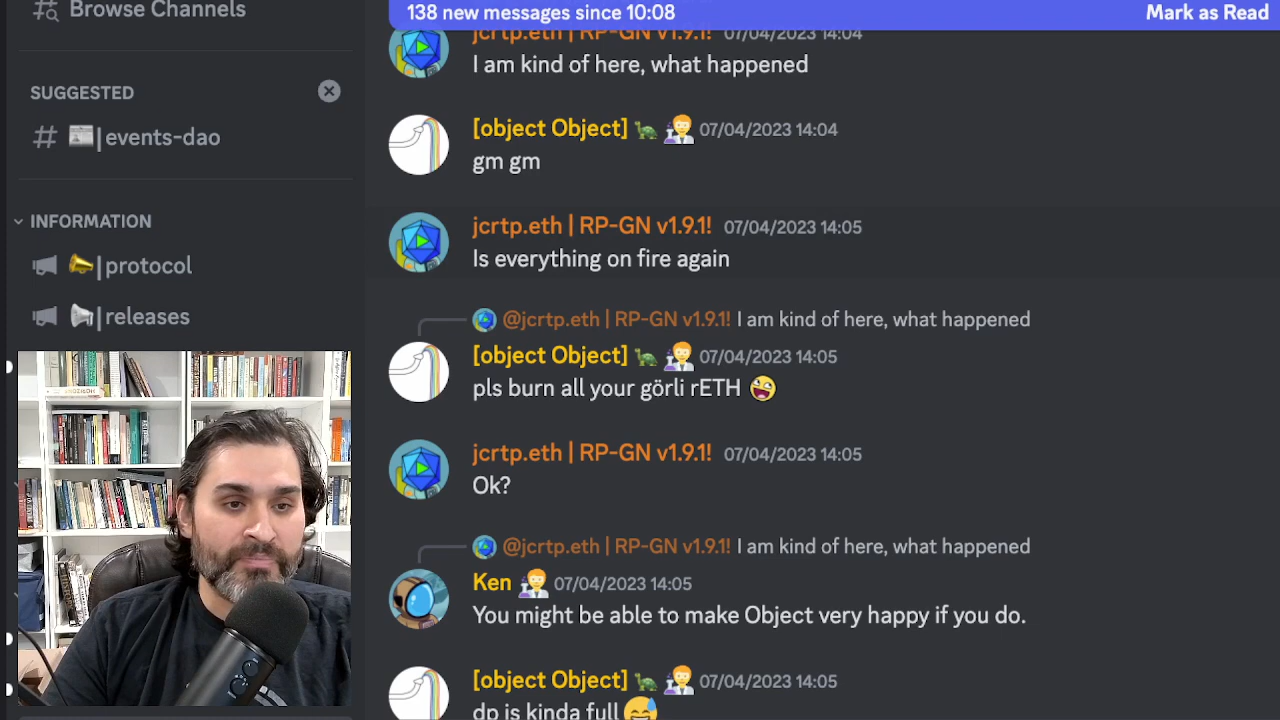 Browse Channels
SUGGESTED
events-dao
INFORMATION
protocol
releases
138 new messages since 10:08
Mark as Read
jcrtp.eth | RP-GN v1.9.1! 07/04/2023 14:04
I am kind of here, what happened
[object Object] 🐢 🧑‍🔬 07/04/2023 14:04
gm gm
jcrtp.eth | RP-GN v1.9.1! 07/04/2023 14:05
Is everything on fire again
@jcrtp.eth | RP-GN v1.9.1! I am kind of here, what happened
[object Object] 🐢 🧑‍🔬 07/04/2023 14:05
pls burn all your görli rETH 🤪
jcrtp.eth | RP-GN v1.9.1! 07/04/2023 14:05
Ok?
@jcrtp.eth | RP-GN v1.9.1! I am kind of here, what happened
Ken 🧑‍🔬 07/04/2023 14:05
You might be able to make Object very happy if you do.
[object Object] 🐢 🧑‍🔬 07/04/2023 14:05
dp is kinda full 😅